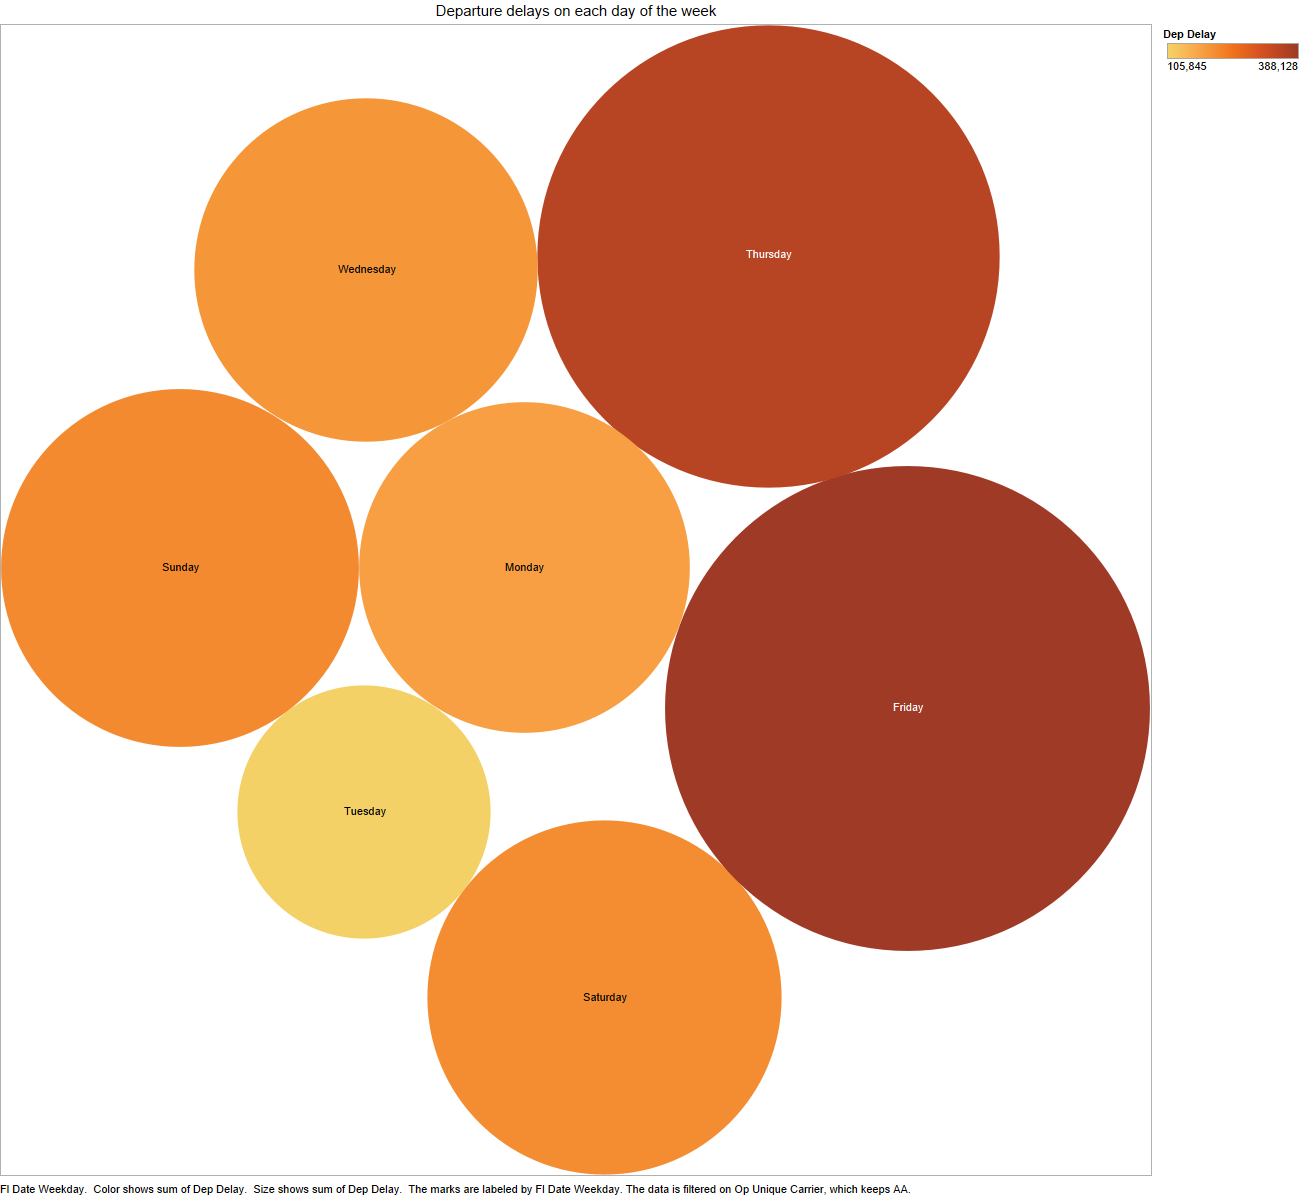 Departure delays on each day of the week
Dep Delay
105,845 388,128
Wednesday
Thursday
Sunday
Monday
Friday
Tuesday
Saturday
Fl Date Weekday.  Color shows sum of Dep Delay.  Size shows sum of Dep Delay.  The marks are labeled by Fl Date Weekday. The data is filtered on Op Unique Carrier, which keeps AA.